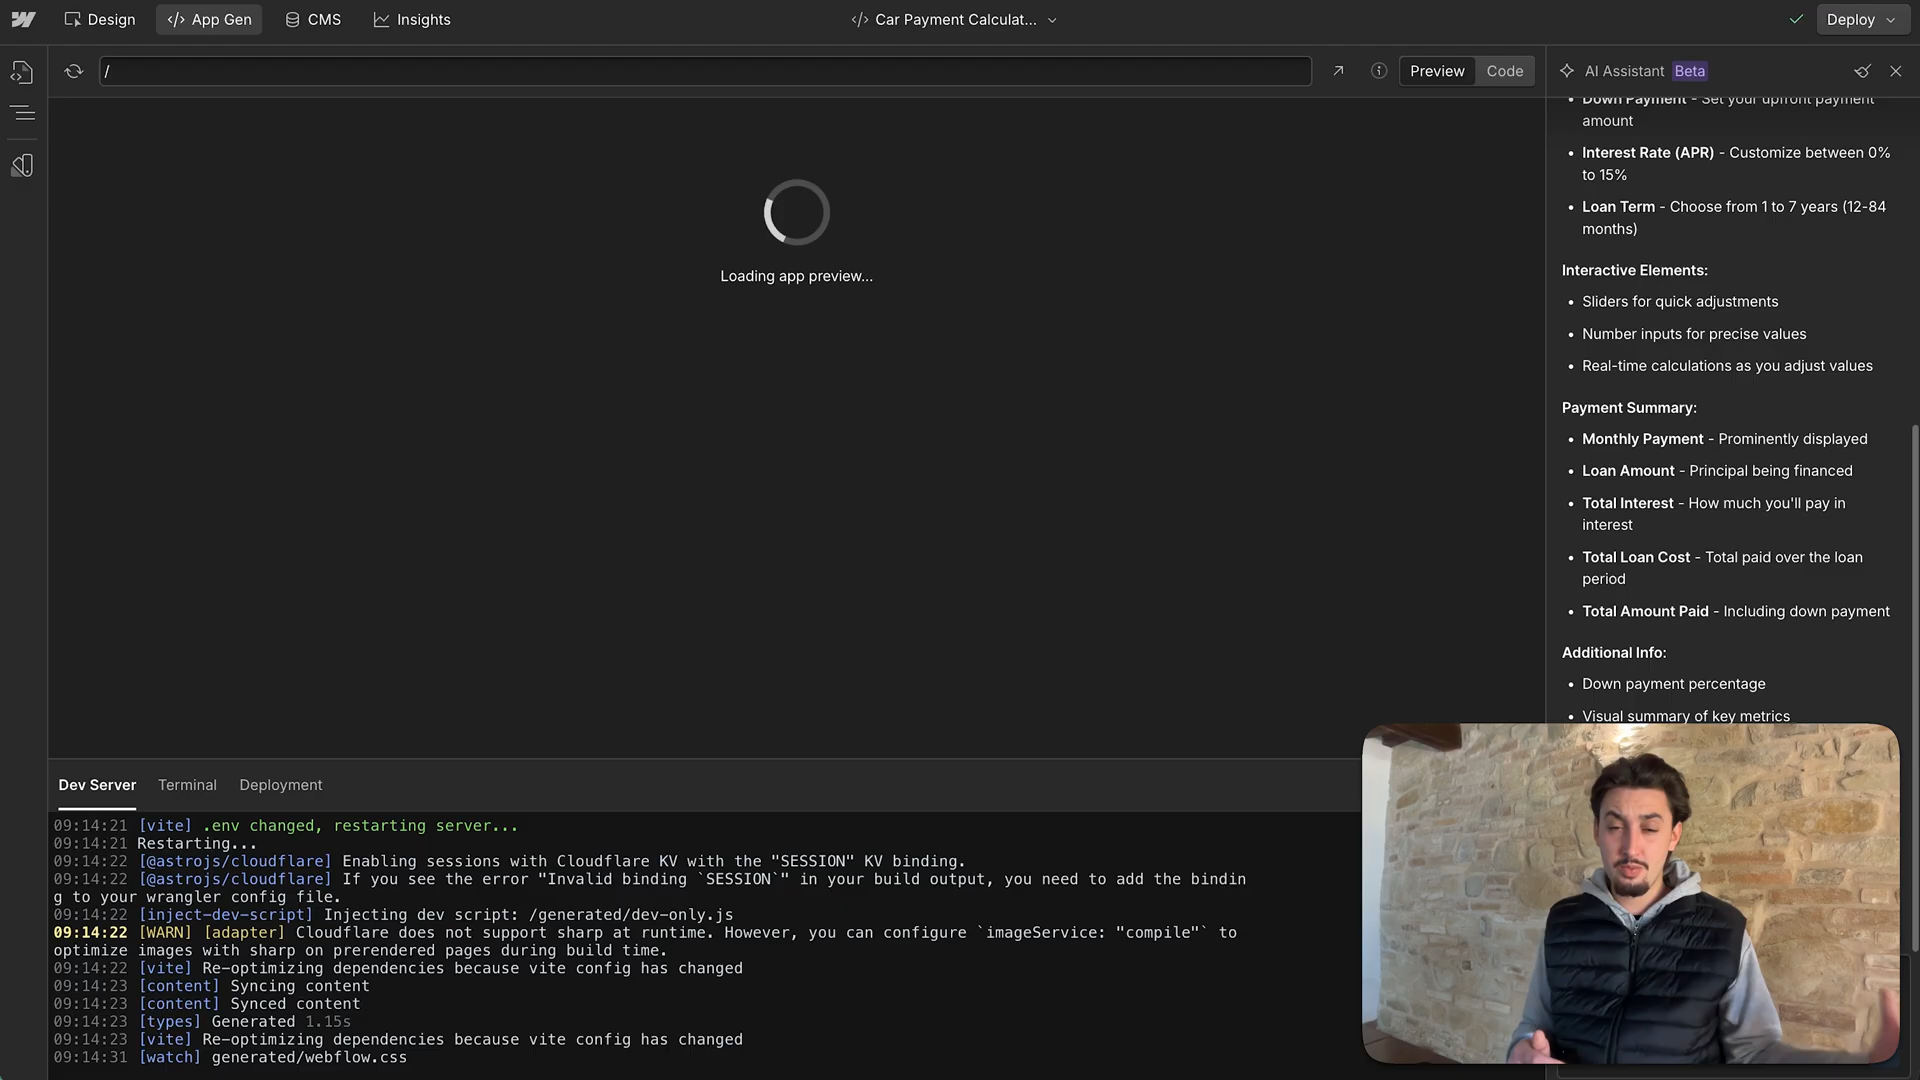 Design
App Gen
CMS
Insights
Car Payment Calculat...
Deploy
/
Preview
Code
AI Assistant Beta
Down Payment - Set your upfront payment
amount
Interest Rate (APR) - Customize between 0%
to 15%
Loan Term - Choose from 1 to 7 years (12-84
months)
Interactive Elements:
Sliders for quick adjustments
Number inputs for precise values
Real-time calculations as you adjust values
Payment Summary:
Monthly Payment - Prominently displayed
Loan Amount - Principal being financed
Total Interest - How much you'll pay in
interest
Total Loan Cost - Total paid over the loan
period
Total Amount Paid - Including down payment
Additional Info:
Down payment percentage
Visual summary of key metrics
Loading app preview...
Dev Server
Terminal
Deployment
09:14:21 [vite] .env changed, restarting server...
09:14:21 Restarting...
09:14:22 [@astrojs/cloudflare] Enabling sessions with Cloudflare KV with the "SESSION" KV binding.
09:14:22 [@astrojs/cloudflare] If you see the error "Invalid binding `SESSION`" in your build output, you need to add the bindin
g to your wrangler config file.
09:14:22 [inject-dev-script] Injecting dev script: /generated/dev-only.js
09:14:22 [WARN] [adapter] Cloudflare does not support sharp at runtime. However, you can configure `imageService: "compile"` to
optimize images with sharp on prerendered pages during build time.
09:14:22 [vite] Re-optimizing dependencies because vite config has changed
09:14:23 [content] Syncing content
09:14:23 [content] Synced content
09:14:23 [types] Generated 1.15s
09:14:23 [vite] Re-optimizing dependencies because vite config has changed
09:14:31 [watch] generated/webflow.css